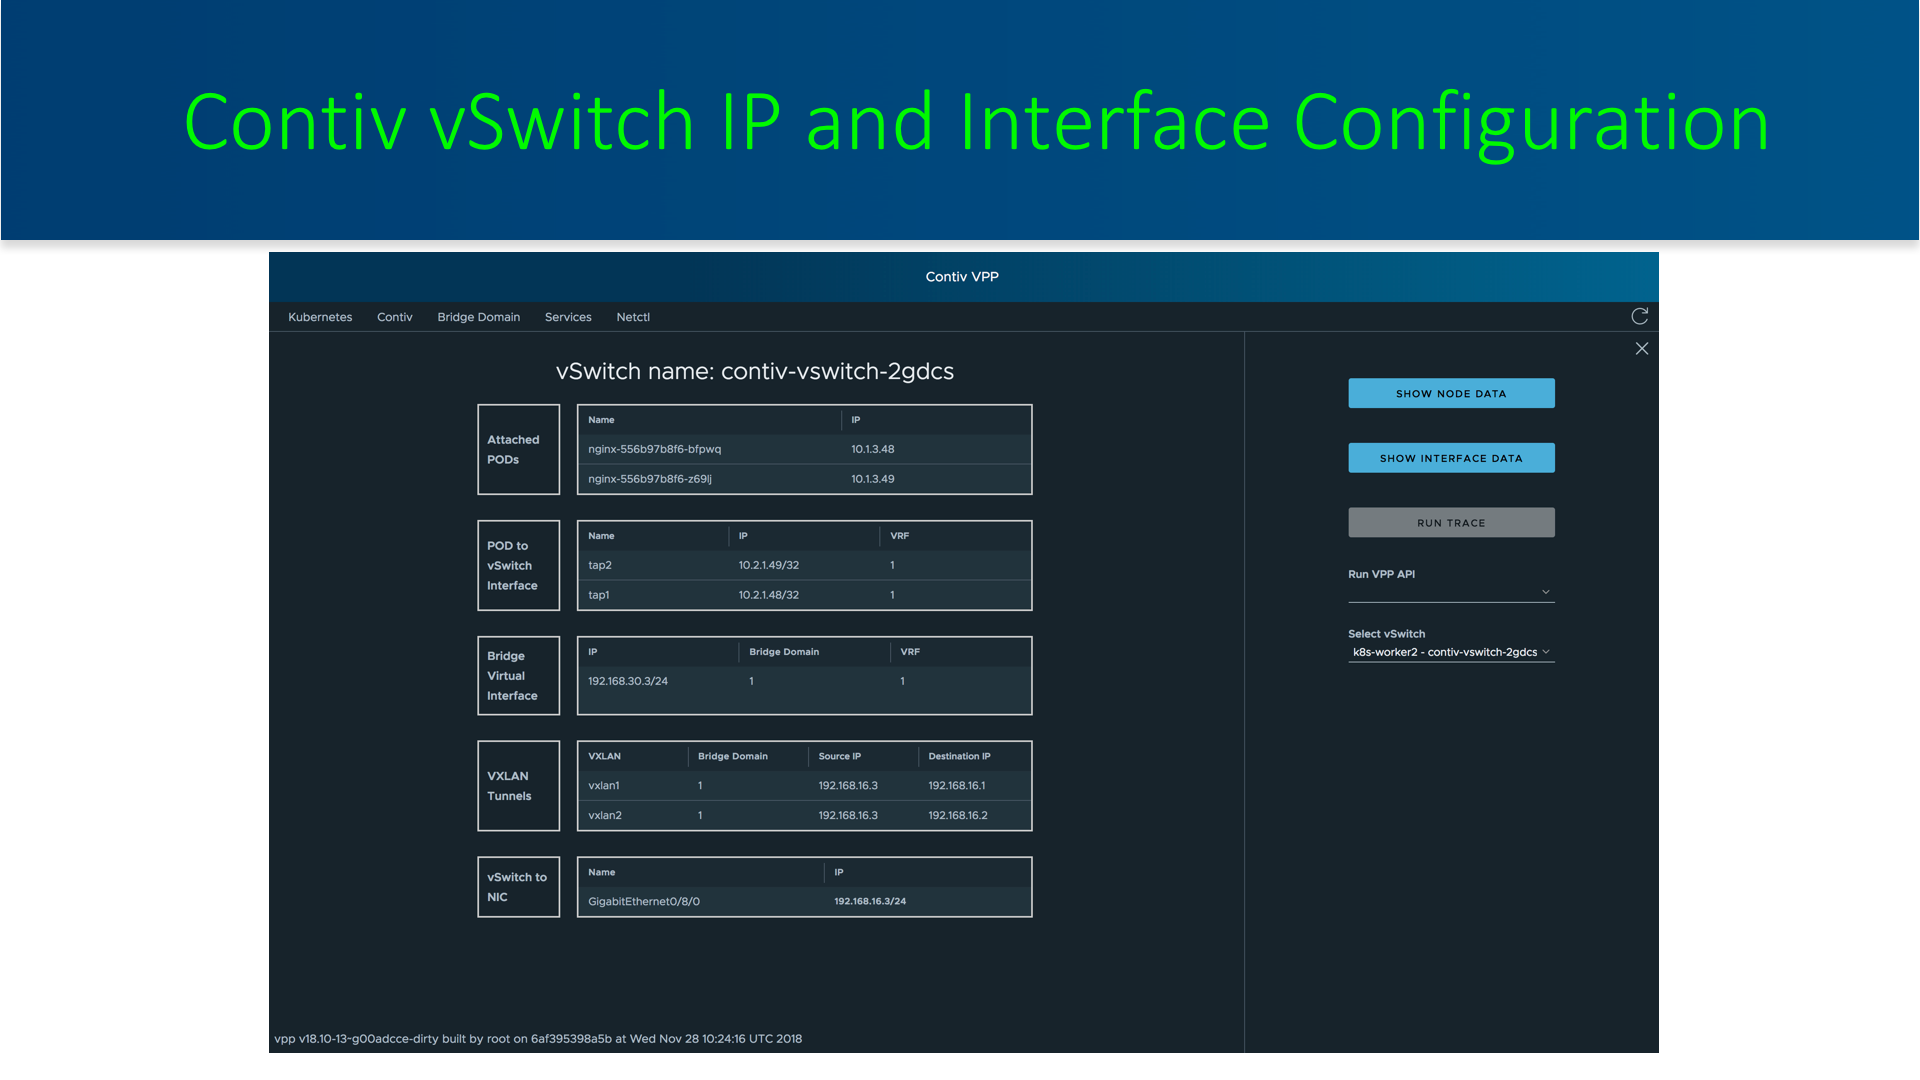 Contiv vSwitch IP and Interface Configuration
Contiv VPP
Kubernetes Contiv Bridge Domain Services Netctl
vSwitch name: contiv-vswitch-2gdcs
Attached
PODs
Name IP
nginx-556b97b8f6-bfpwq 10.1.3.48
nginx-556b97b8f6-z69lj 10.1.3.49
POD to
vSwitch
Interface
Name IP VRF
tap2 10.2.1.49/32 1
tap1 10.2.1.48/32 1
Bridge
Virtual
Interface
IP Bridge Domain VRF
192.168.30.3/24 1 1
VXLAN
Tunnels
VXLAN Bridge Domain Source IP Destination IP
vxlan1 1 192.168.16.3 192.168.16.1
vxlan2 1 192.168.16.3 192.168.16.2
vSwitch to
NIC
Name IP
GigabitEthernet0/8/0 192.168.16.3/24
SHOW NODE DATA
SHOW INTERFACE DATA
RUN TRACE
Run VPP API
Select vSwitch
k8s-worker2 - contiv-vswitch-2gdcs
vpp v18.10-13~g00adcce-dirty built by root on 6af395398a5b at Wed Nov 28 10:24:16 UTC 2018